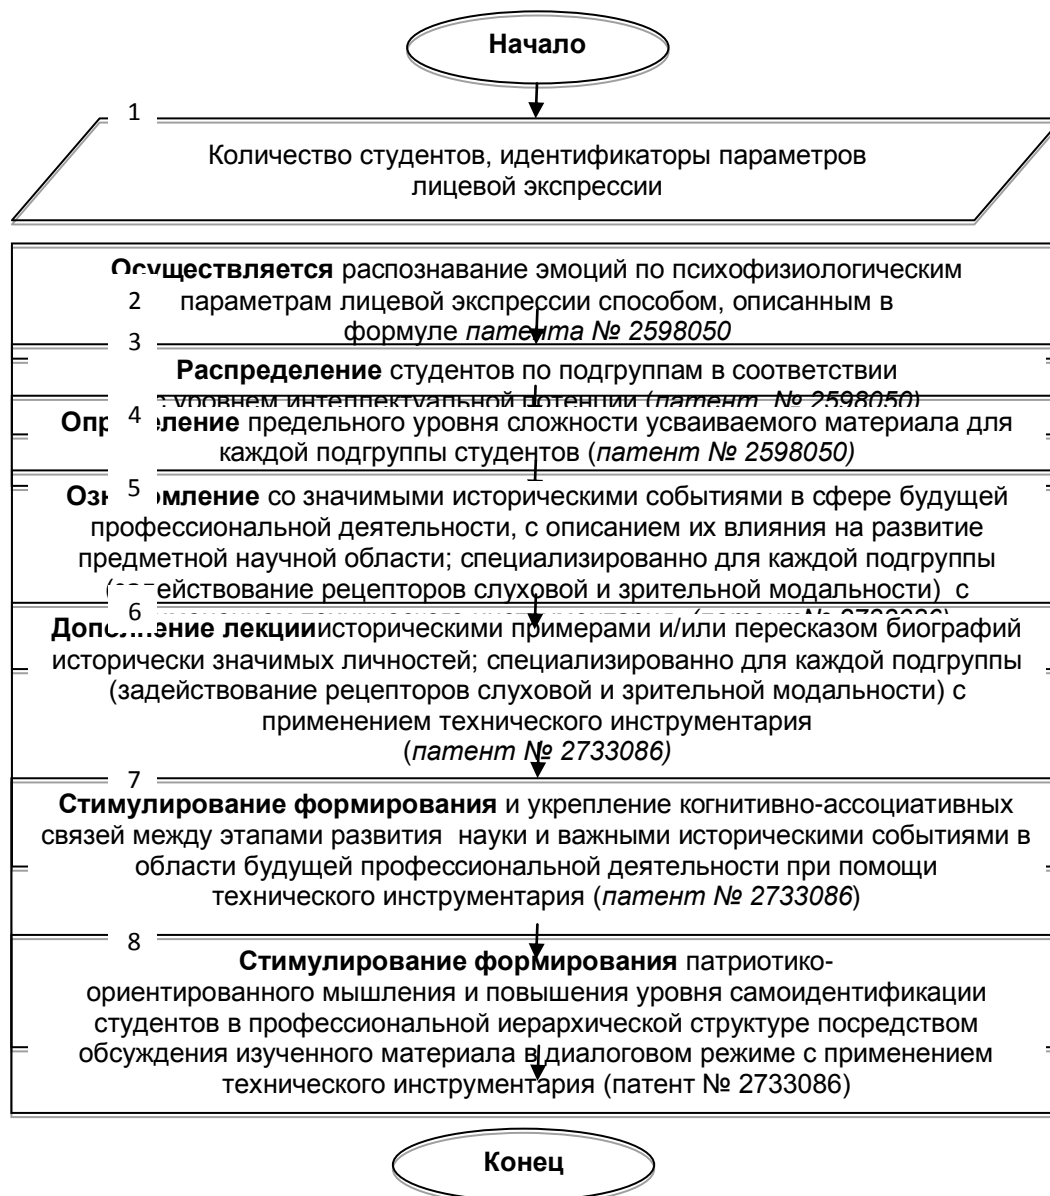 Начало
1
Количество студентов, идентификаторы параметров
лицевой экспрессии
Осуществляется распознавание эмоций по психофизиологическим
2
параметрам лицевой экспрессии способом, описанным в
формуле патента № 2598050
3
Распределение студентов по подгруппам в соответствии
с уровнем интеллектуальной потенции (патент № 2598050)
4
Определение предельного уровня сложности усваиваемого материала для
каждой подгруппы студентов (патент № 2598050)
5
Ознакомление со значимыми историческими событиями в сфере будущей
профессиональной деятельности, с описанием их влияния на развитие
предметной научной области; специализированно для каждой подгруппы
(задействование рецепторов слуховой и зрительной модальности) с
6
Дополнение лекцииисторическими примерами и/или пересказом биографий
исторически значимых личностей; специализированно для каждой подгруппы
(задействование рецепторов слуховой и зрительной модальности) с
применением технического инструментария
(патент № 2733086)
7
Стимулирование формирования и укрепление когнитивно-ассоциативных
связей между этапами развития науки и важными историческими событиями в
области будущей профессиональной деятельности при помощи
технического инструментария (патент № 2733086)
8
Стимулирование формирования патриотико-
ориентированного мышления и повышения уровня самоидентификации
студентов в профессиональной иерархической структуре посредством
обсуждения изученного материала в диалоговом режиме с применением
технического инструментария (патент № 2733086)
Конец